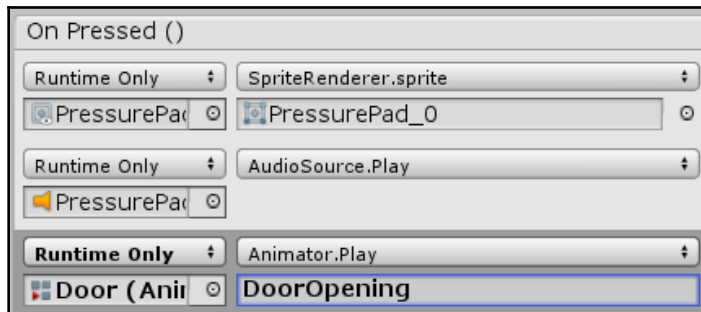 On Pressed ()
Runtime Only SpriteRenderer.sprite
PressurePa PressurePad_0
Runtime Only AudioSource.Play
PressurePa
Runtime Only Animator.Play
Door (Ani DoorOpening